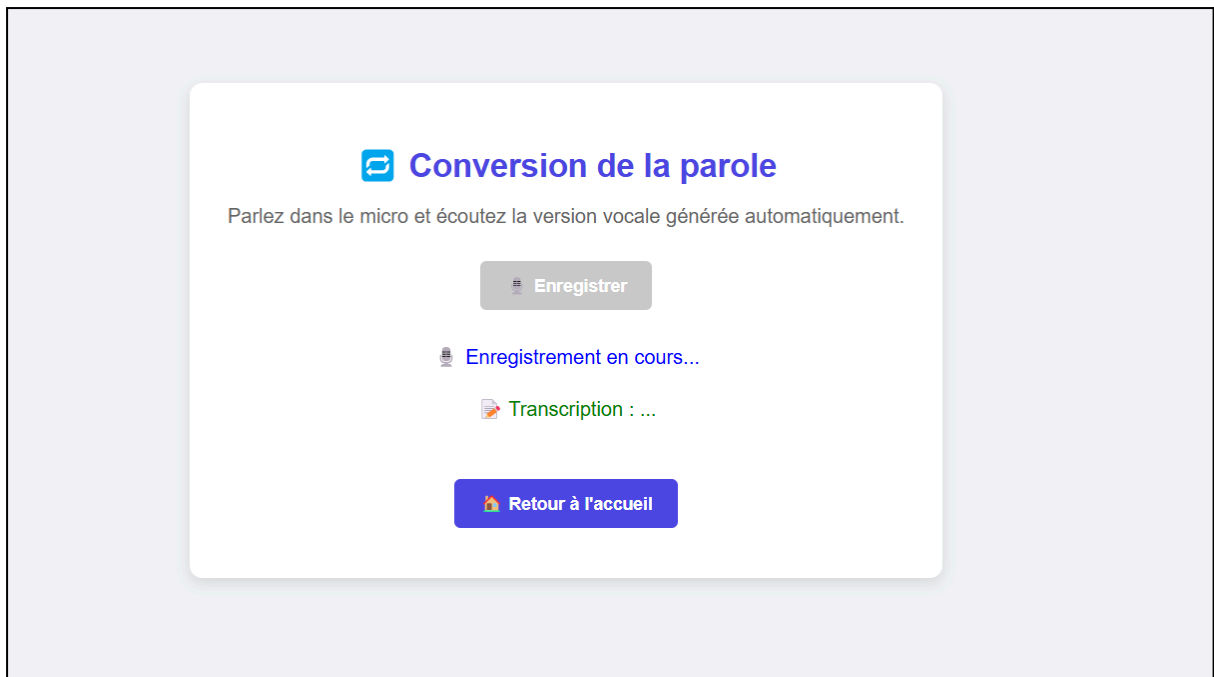 Conversion de la parole
Parlez dans le micro et écoutez la version vocale générée automatiquement.
Enregistrer
Enregistrement en cours...
Transcription : ...
Retour à l'accueil